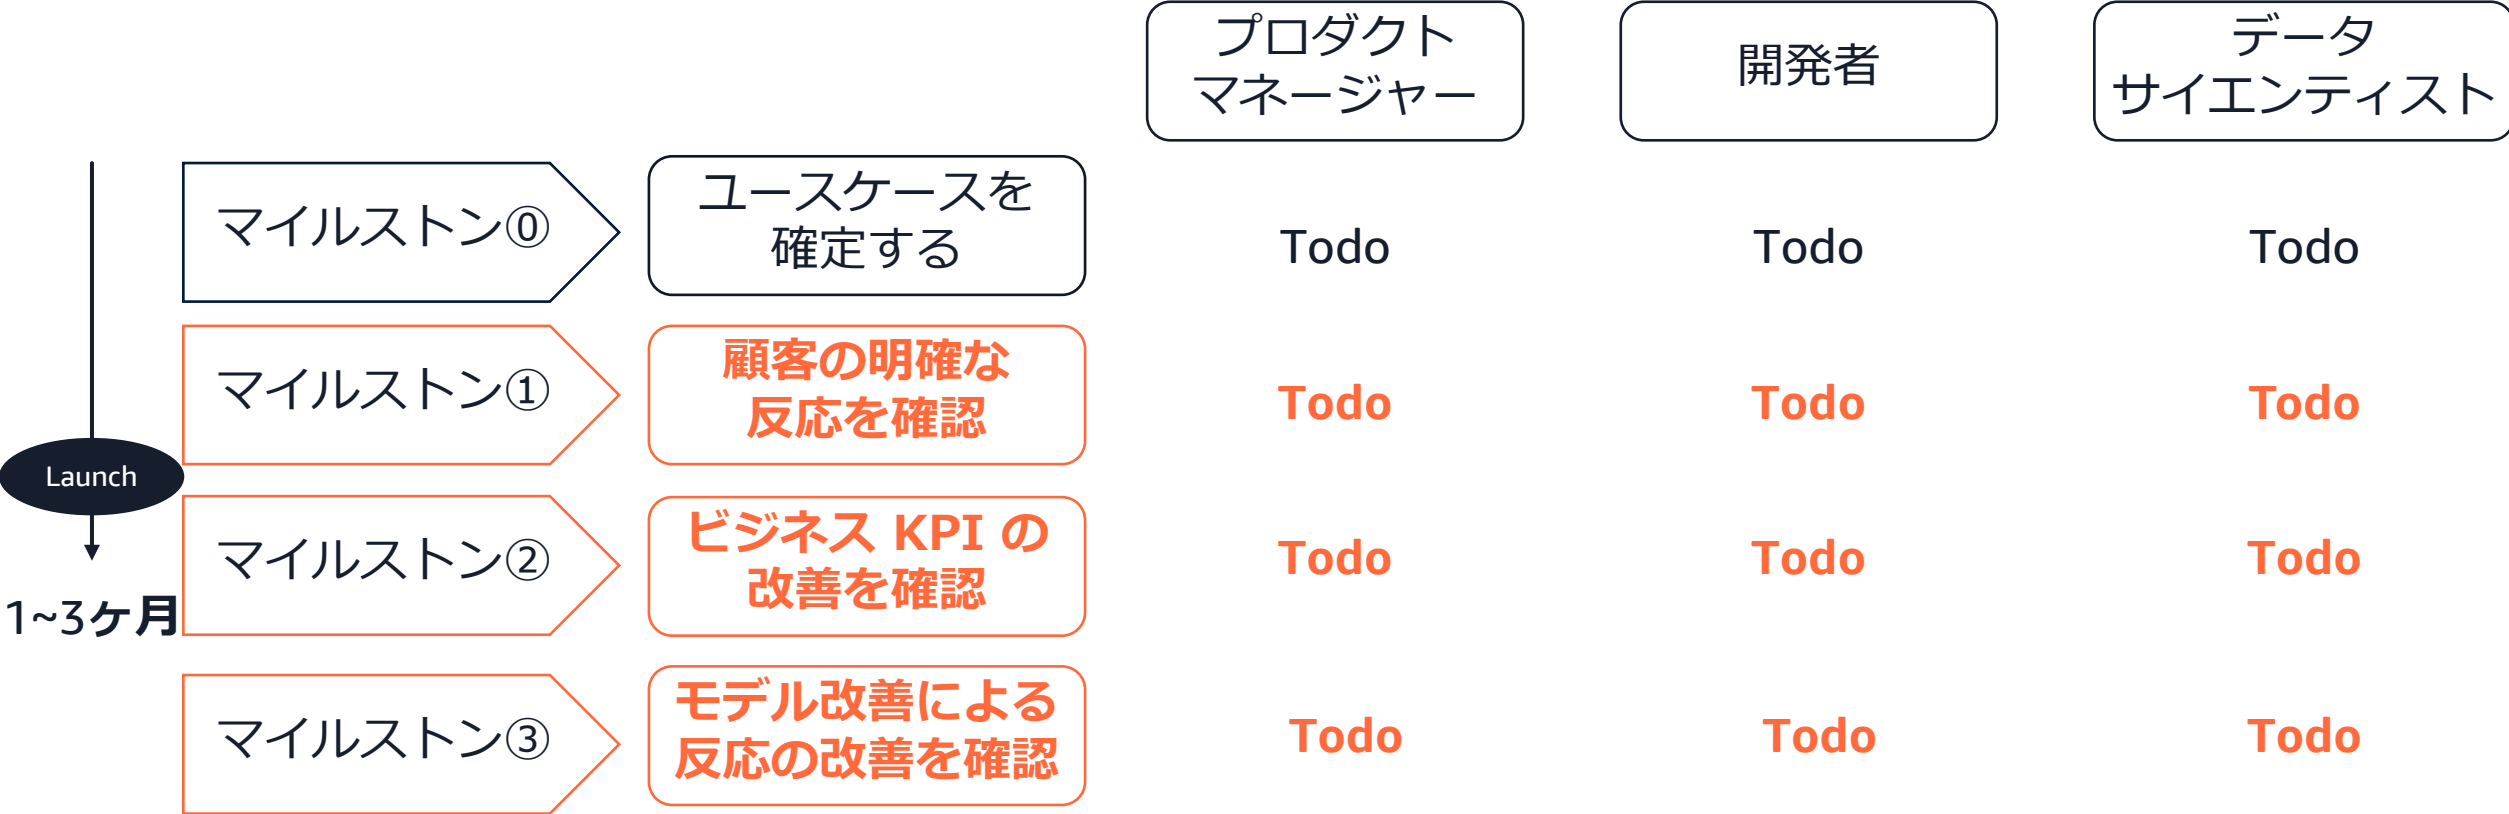 プロダクト
マネージャー
開発者
データ
サイエンティスト
マイルストン⓪
ユースケースを
確定する
Todo
Todo
Todo
マイルストン①
顧客の明確な
反応を確認
Todo
Todo
Todo
Launch
マイルストン②
ビジネス KPI の
改善を確認
Todo
Todo
Todo
1~3ヶ月
マイルストン③
モデル改善による
反応の改善を確認
Todo
Todo
Todo